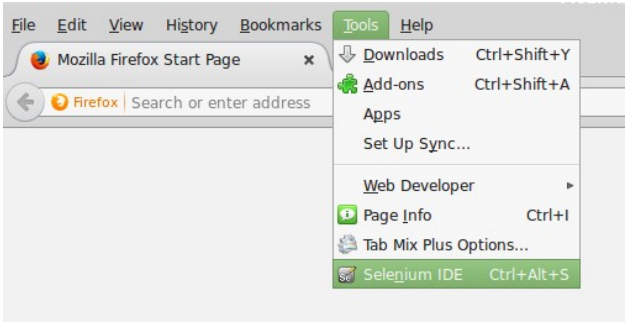 File Edit View History Bookmarks Tools Help
Mozilla Firefox Start Page ×
Firefox Search or enter address
Downloads Ctrl+Shift+Y
Add-ons Ctrl+Shift+A
Apps
Set Up Sync...
Web Developer
Page Info Ctrl+I
Tab Mix Plus Options...
Selenium IDE Ctrl+Alt+S